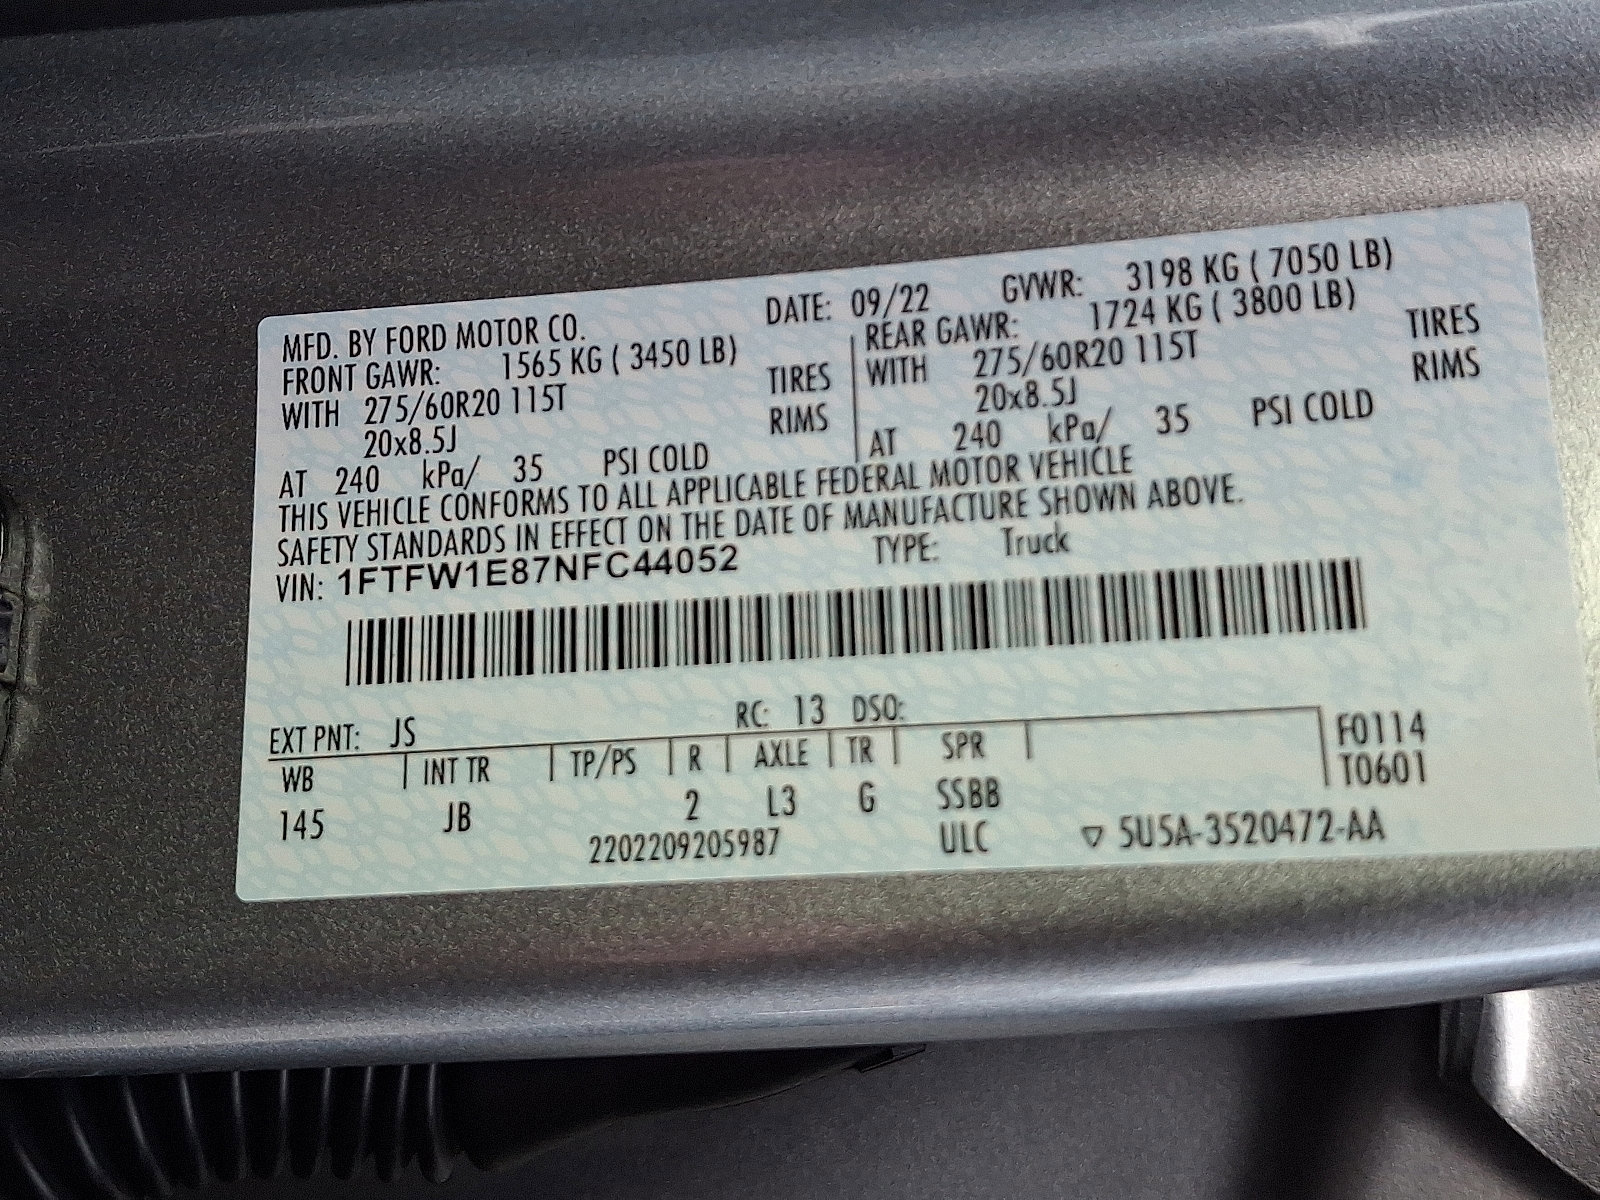 MFD. BY FORD MOTOR CO. DATE: 09/22 GVWR: 3198 KG ( 7050 LB)
FRONT GAWR: 1565 KG ( 3450 LB) REAR GAWR: 1724 KG ( 3800 LB)
WITH 275/60R20 115T TIRES WITH 275/60R20 115T TIRES
20x8.5J RIMS 20x8.5J RIMS
AT 240 kPa/ 35 PSI COLD AT 240 kPa/ 35 PSI COLD
THIS VEHICLE CONFORMS TO ALL APPLICABLE FEDERAL MOTOR VEHICLE
SAFETY STANDARDS IN EFFECT ON THE DATE OF MANUFACTURE SHOWN ABOVE.
VIN: 1FTFW1E87NFC44052 TYPE: Truck
EXT PNT: JS RC: 13 DSO: F0114
WB INT TR TP/PS R AXLE TR SPR T0601
145 JB 2 L3 G SSBB
2202209205987 ULC ▽ 5U5A-3520472-AA